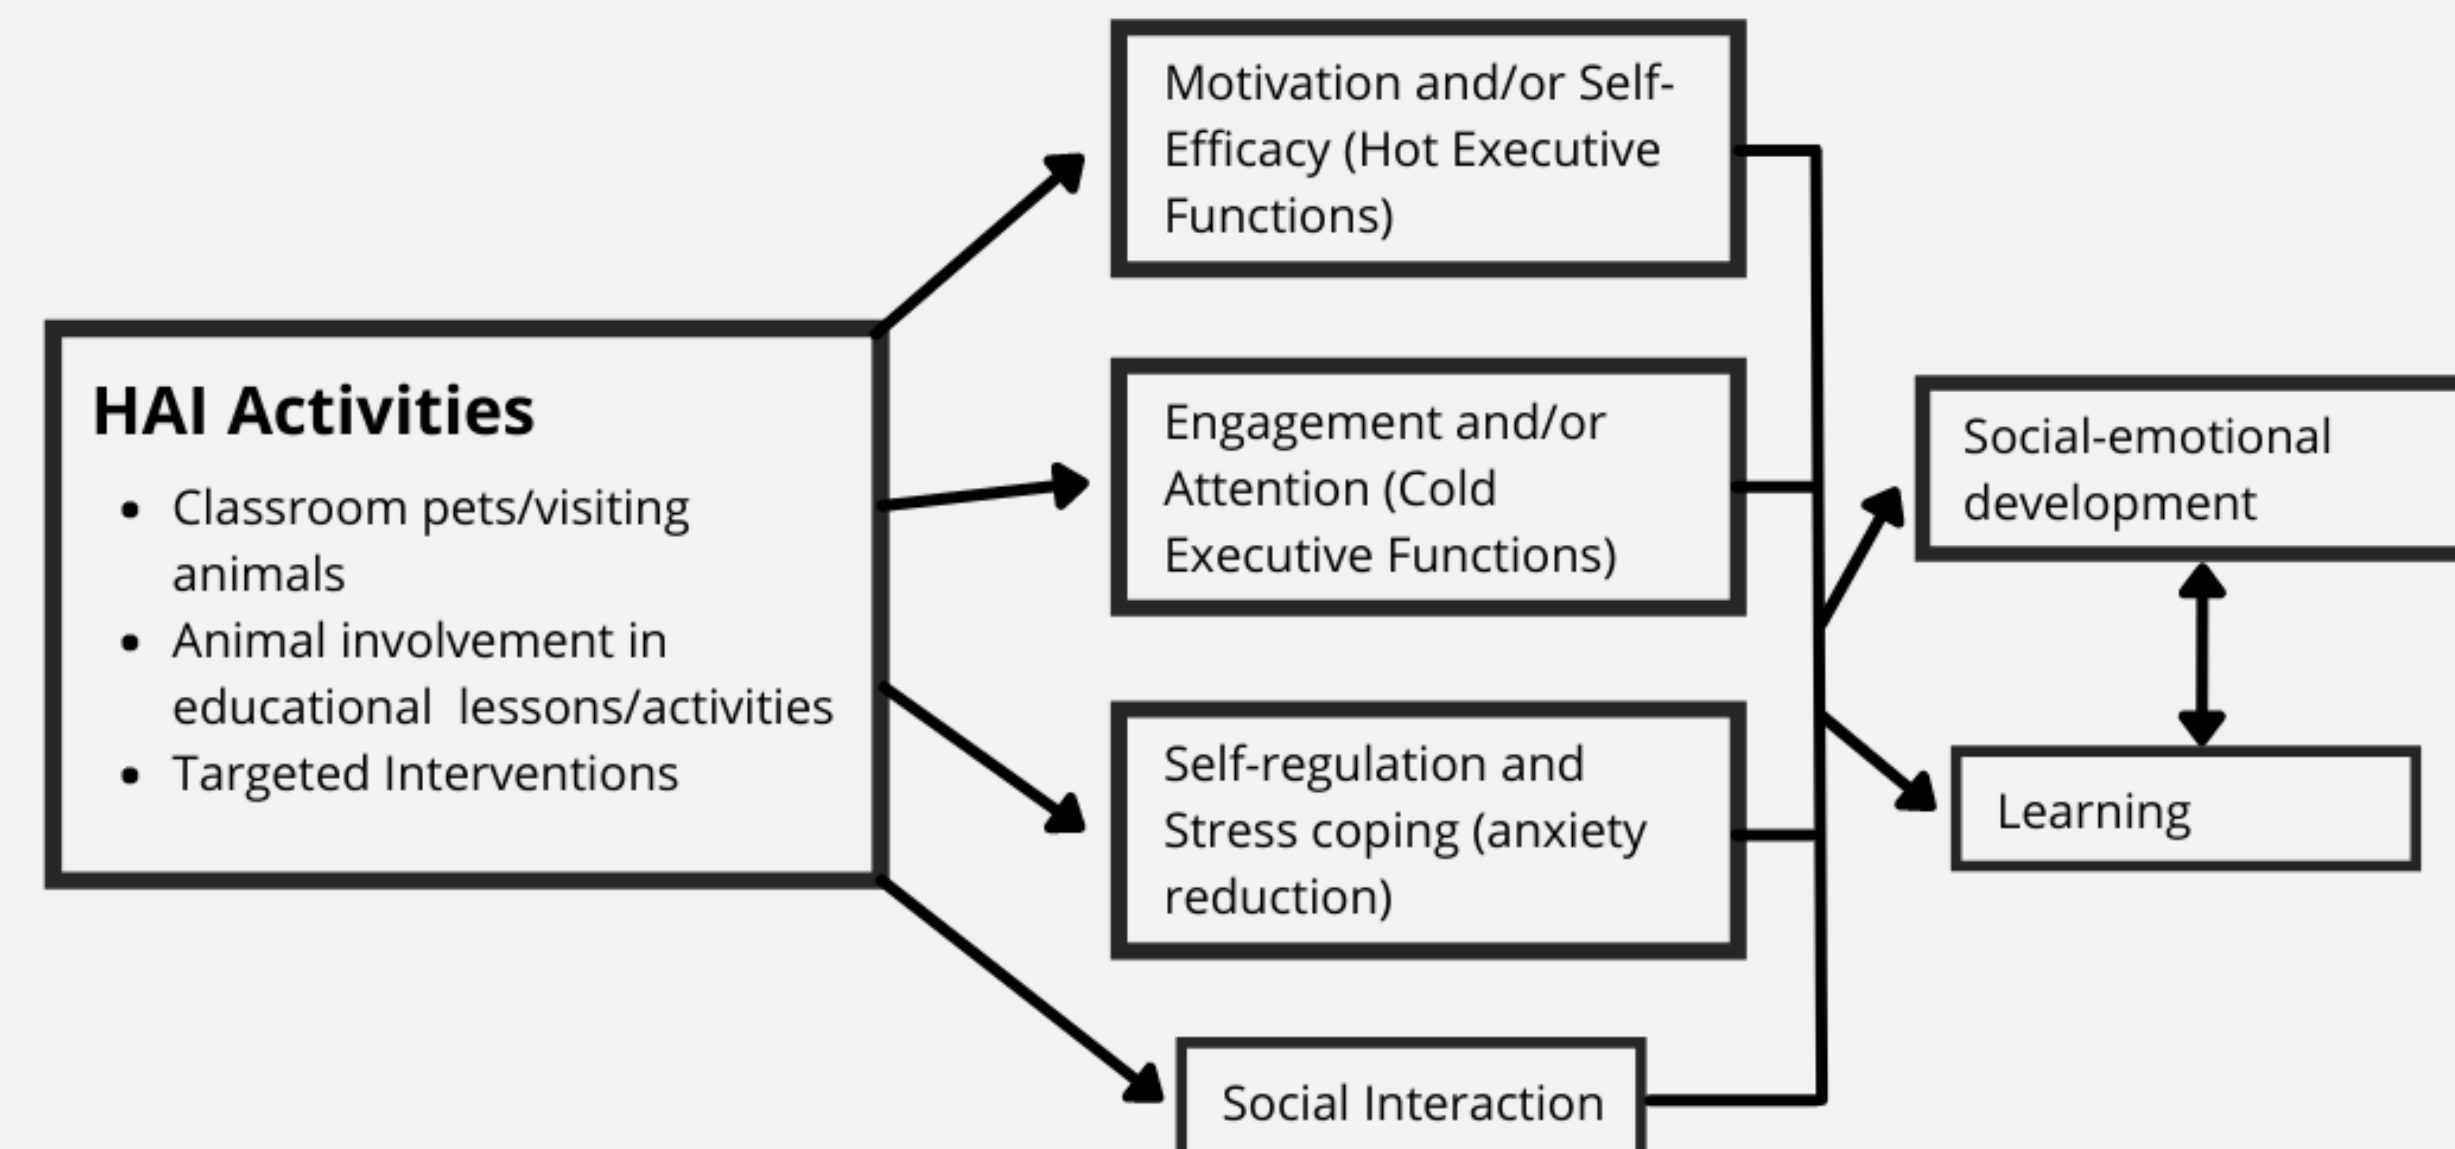 HAI Activities
• Classroom pets/visiting
animals
• Animal involvement in
educational  lessons/activities
• Targeted Interventions
Motivation and/or Self-
Efficacy (Hot Executive
Functions)
Engagement and/or
Attention (Cold
Executive Functions)
Self-regulation and
Stress coping (anxiety
reduction)
Social Interaction
Social-emotional
development
Learning